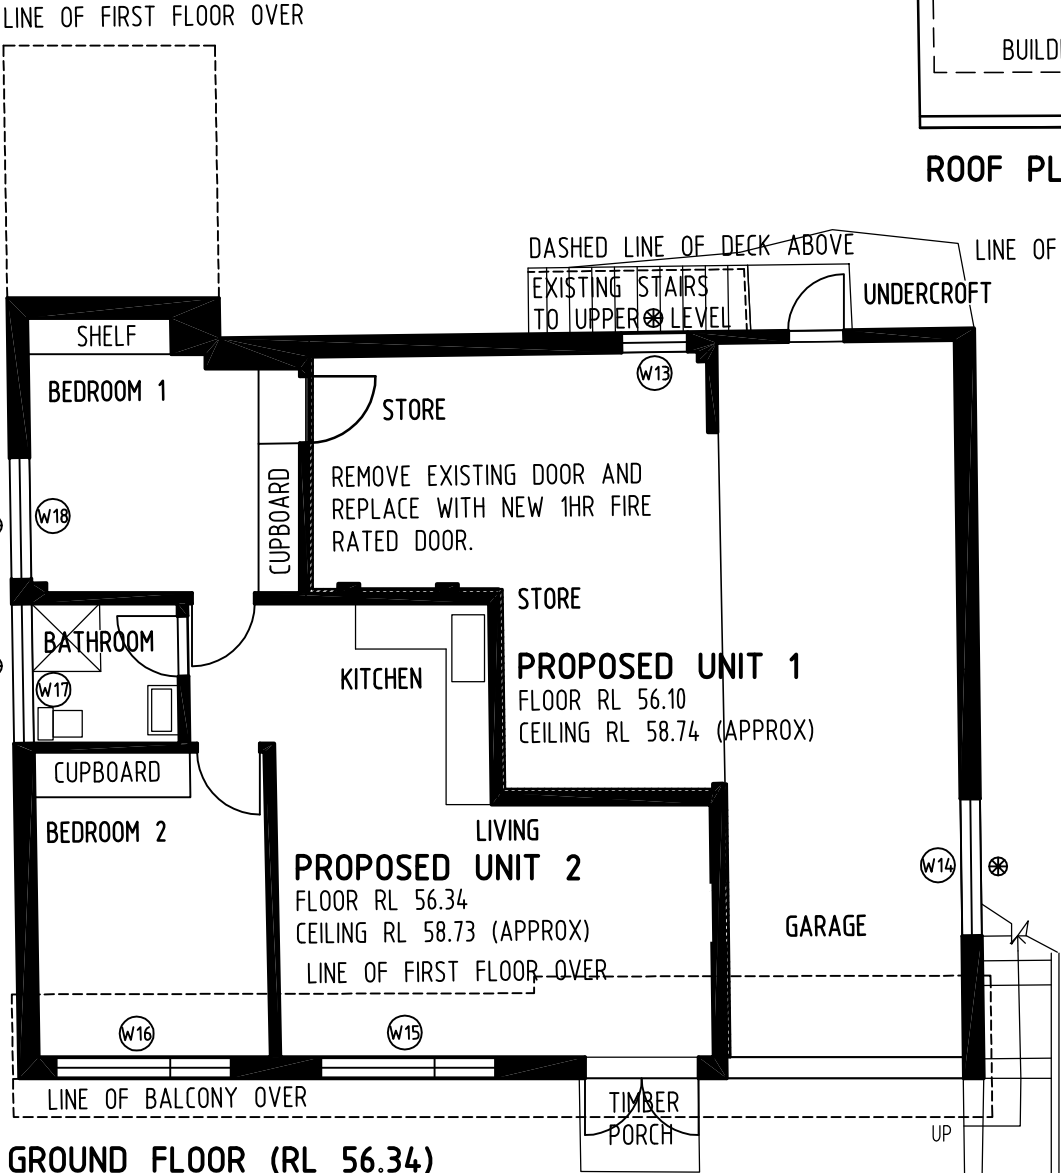 LINE OF FIRST FLOOR OVER
ROOF
DASHED LINE OF DECK ABOVE
LINE OF
EXISTING STAIRS
TO UPPER LEVEL
UNDERCROFT
SHELF
W13
BEDROOM 1
STORE
REMOVE EXISTING DOOR AND
REPLACE WITH NEW 1HR FIRE
RATED DOOR.
CUPBOARD
W18
STORE
BATHROOM
KITCHEN
PROPOSED UNIT 1
FLOOR RL 56.10
CEILING RL 58.74 (APPROX)
W17
CUPBOARD
BEDROOM 2
LIVING
PROPOSED UNIT 2
FLOOR RL 56.34
CEILING RL 58.73 (APPROX)
W14
GARAGE
LINE OF FIRST FLOOR OVER
W16
W15
LINE OF BALCONY OVER
TIMBER
PORCH
UP
GROUND FLOOR (RL 56.34)